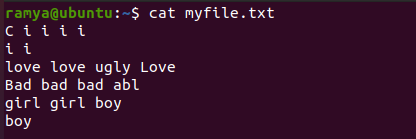 ramya@ubuntu:~$ cat myfile.txt
C i i i i
i i
love love ugly Love
Bad bad bad abl
girl girl boy
boy